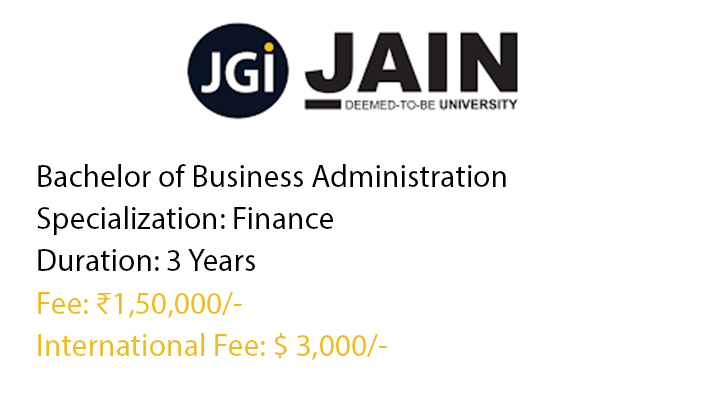 JGi JAIN
DEEMED-TO-BE UNIVERSITY
Bachelor of Business Administration
Specialization: Finance
Duration: 3 Years
Fee: ₹1,50,000/-
International Fee: $ 3,000/-